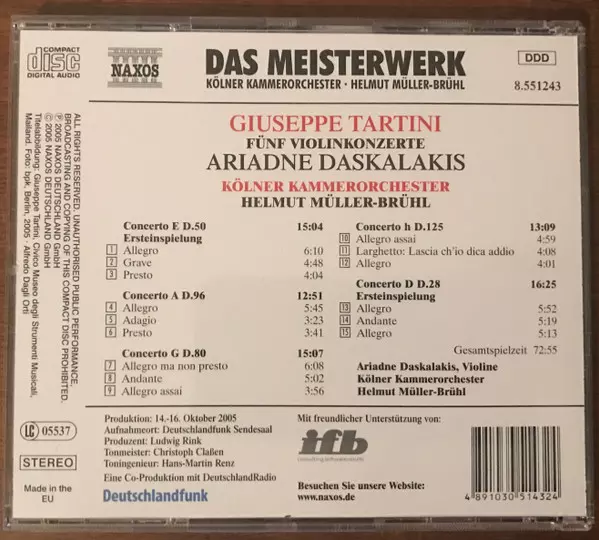 COMPACT
disc
DIGITAL AUDIO
NAXOS
DAS MEISTERWERK
KÖLNER KAMMERORCHESTER · HELMUT MÜLLER-BRÜHL
DDD
8.551243
GIUSEPPE TARTINI
FÜNF VIOLINKONZERTE
ARIADNE DASKALAKIS
KÖLNER KAMMERORCHESTER
HELMUT MÜLLER-BRÜHL
Concerto E D.50 15:04
Ersteinspielung
1 Allegro 6:10
2 Grave 4:48
3 Presto 4:04
Concerto A D.96 12:51
4 Allegro 5:45
5 Adagio 3:23
6 Presto 3:41
Concerto G D.80 15:07
7 Allegro ma non presto 6:08
8 Andante 5:02
9 Allegro assai 3:56
Concerto h D.125 13:09
10 Allegro assai 4:59
11 Larghetto: Lascia ch'io dica addio 4:08
12 Allegro 4:01
Concerto D D.28 16:25
Ersteinspielung
13 Allegro 5:52
14 Andante 5:19
15 Allegro 5:13
Gesamtspielzeit 72:55
Ariadne Daskalakis, Violine
Kölner Kammerorchester
Helmut Müller-Brühl
Produktion: 14.-16. Oktober 2005
Aufnahmeort: Deutschlandfunk Sendesaal
Produzent: Ludwig Rink
Tonmeister: Christoph Claßen
Toningenieur: Hans-Martin Renz
Eine Co-Produktion mit DeutschlandRadio
Deutschlandfunk
Mit freundlicher Unterstützung von:
ifb
Besuchen Sie unsere Website:
www.naxos.de
4 891030 514324
ALL RIGHTS RESERVED. UNAUTHORISED PUBLIC PERFORMANCE,
BROADCASTING AND COPYING OF THIS COMPACT DISC PROHIBITED.
℗ 2005 NAXOS DEUTSCHLAND GmbH
© 2005 NAXOS DEUTSCHLAND GmbH
Titelabbildung: Giuseppe Tartini, Civico Museo degli Strumenti Musicali,
Mailand. Foto: bpk, Berlin, 2005 - Alfredo Dagli Orti
LC 05537
STEREO
Made in the
EU